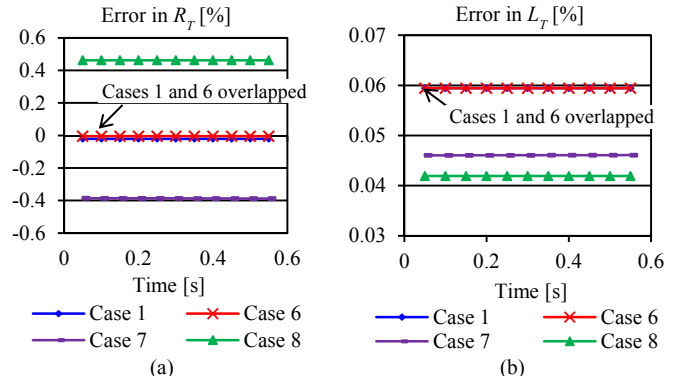 Error in R_T [%]
0.6
0.4
0.2
0
-0.2
-0.4
-0.6
Cases 1 and 6 overlapped
0 0.2 0.4 0.6
Time [s]
Case 1 Case 6
Case 7 Case 8
(a)
Error in L_T [%]
0.06
0.05
0.04
0.03
Cases 1 and 6 overlapped
0 0.2 0.4 0.6
Time [s]
Case 1 Case 6
Case 7 Case 8
(b)